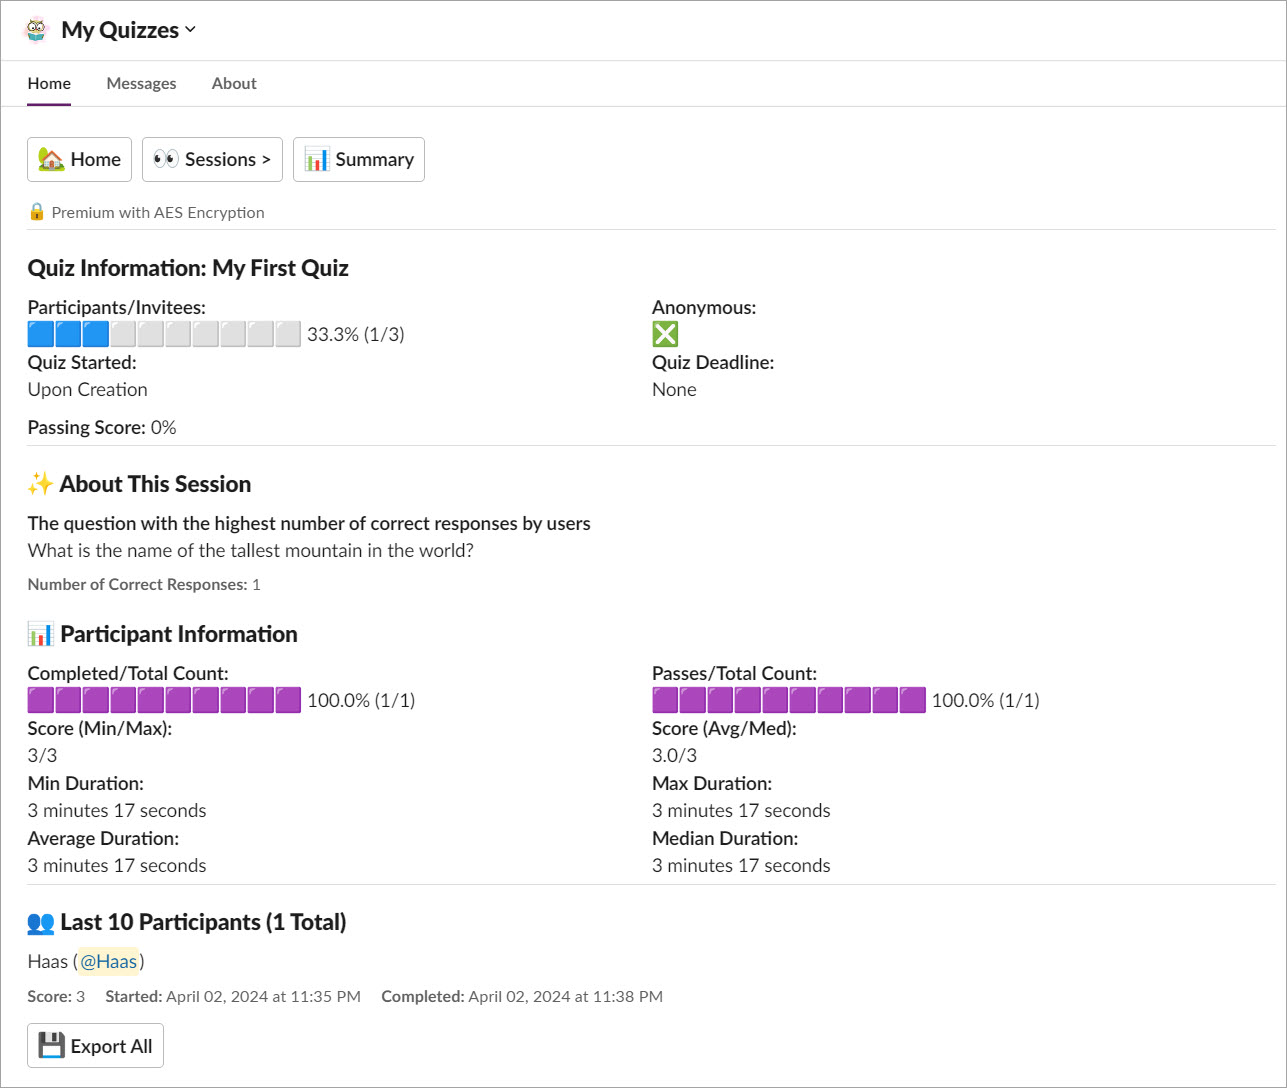 My Quizzes
Home Messages About
Home Sessions > Summary
Premium with AES Encryption
Quiz Information: My First Quiz
Participants/Invitees: Anonymous:
33.3% (1/3)
Quiz Started: Quiz Deadline:
Upon Creation None
Passing Score: 0%
About This Session
The question with the highest number of correct responses by users
What is the name of the tallest mountain in the world?
Number of Correct Responses: 1
Participant Information
Completed/Total Count: Passes/Total Count:
100.0% (1/1) 100.0% (1/1)
Score (Min/Max): Score (Avg/Med):
3/3 3.0/3
Min Duration: Max Duration:
3 minutes 17 seconds 3 minutes 17 seconds
Average Duration: Median Duration:
3 minutes 17 seconds 3 minutes 17 seconds
Last 10 Participants (1 Total)
Haas (@Haas)
Score: 3 Started: April 02, 2024 at 11:35 PM Completed: April 02, 2024 at 11:38 PM
Export All